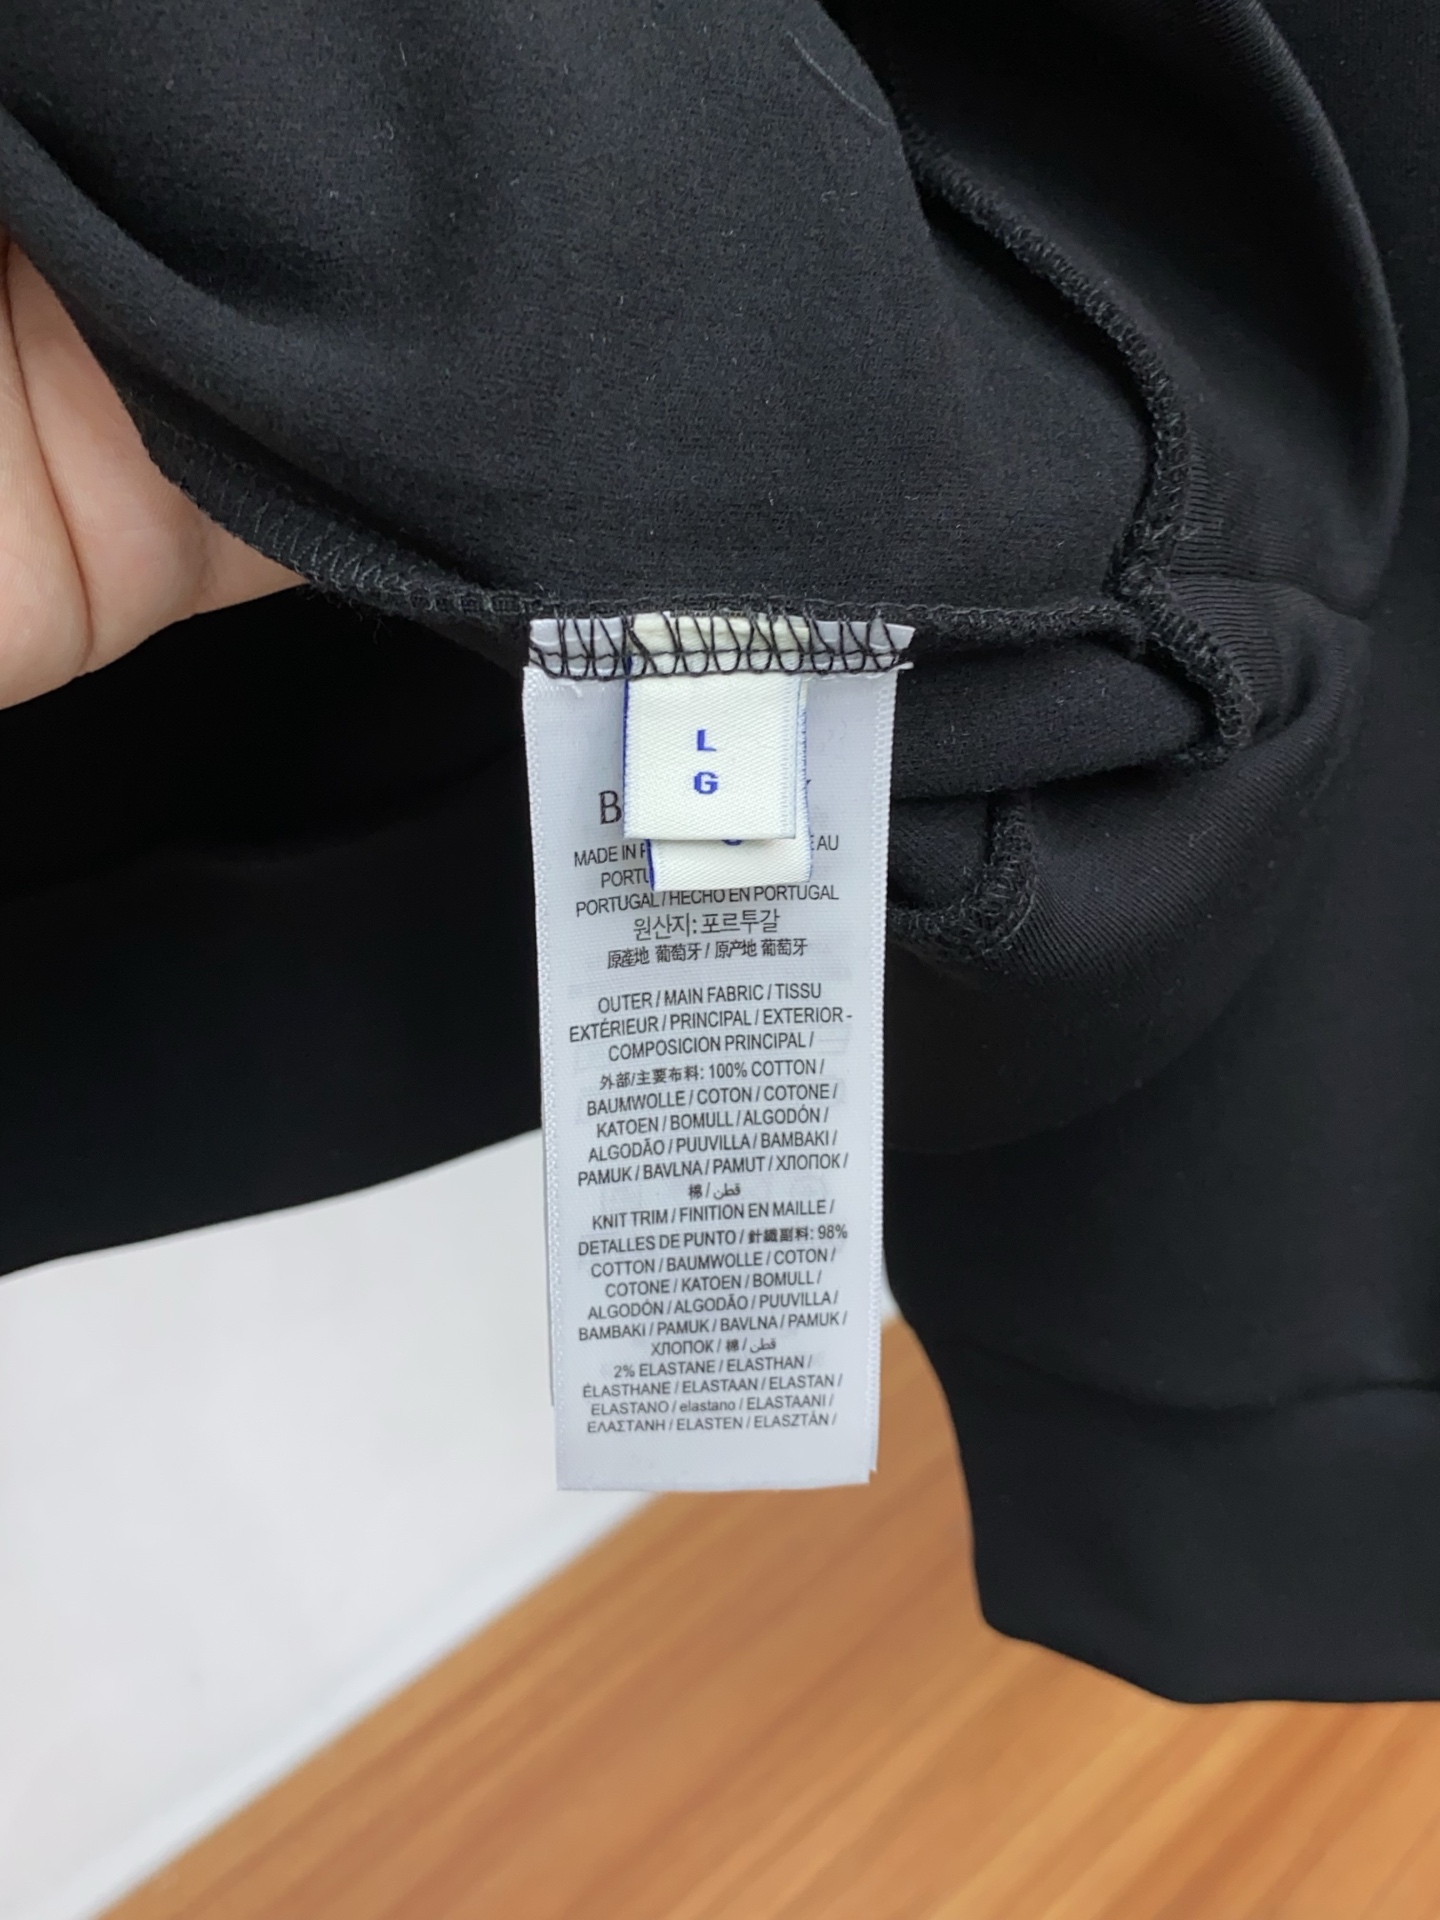 L
G
MADE IN
AU
PORTUGAL / HECHO EN PORTUGAL
원산지: 포르투갈
原產地 葡萄牙 / 原产地 葡萄牙
OUTER / MAIN FABRIC / TISSU
EXTÉRIEUR / PRINCIPAL / EXTERIOR -
COMPOSICION PRINCIPAL /
外部/主要布料: 100% COTTON /
BAUMWOLLE / COTON / COTONE /
KATOEN / BOMULL / ALGODÓN /
ALGODÃO / PUUVILLA / BAMBAKI /
PAMUK / BAVLNA / PAMUT / ХЛОПОК /
棉 / قطن
KNIT TRIM / FINITION EN MAILLE /
DETALLES DE PUNTO / 針織副料: 98%
COTTON / BAUMWOLLE / COTON /
COTONE / KATOEN / BOMULL /
ALGODÓN / ALGODÃO / PUUVILLA /
BAMBAKI / PAMUK / BAVLNA / PAMUK /
ХЛОПОК / 棉 / قطن
2% ELASTANE / ELASTHAN /
ÉLASTHANE / ELASTAAN / ELASTAN /
ELASTANO / elastano / ELASTAANI /
ΕΛΑΣΤΑΝΗ / ELASTEN / ELASZTÁN /